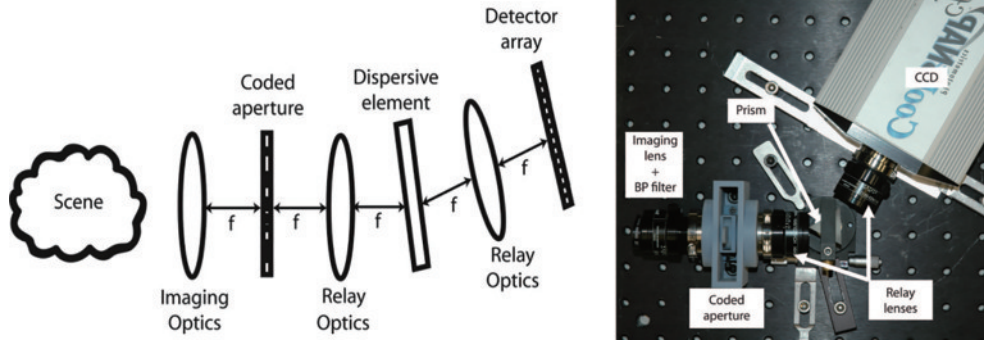 Scene
Imaging
Optics
f
Coded
aperture
f
Relay
Optics
f
Dispersive
element
f
Relay
Optics
f
Detector
array
CCD
CoolSNAP
Prism
Imaging
lens
+
BP filter
Coded
aperture
Relay
lenses